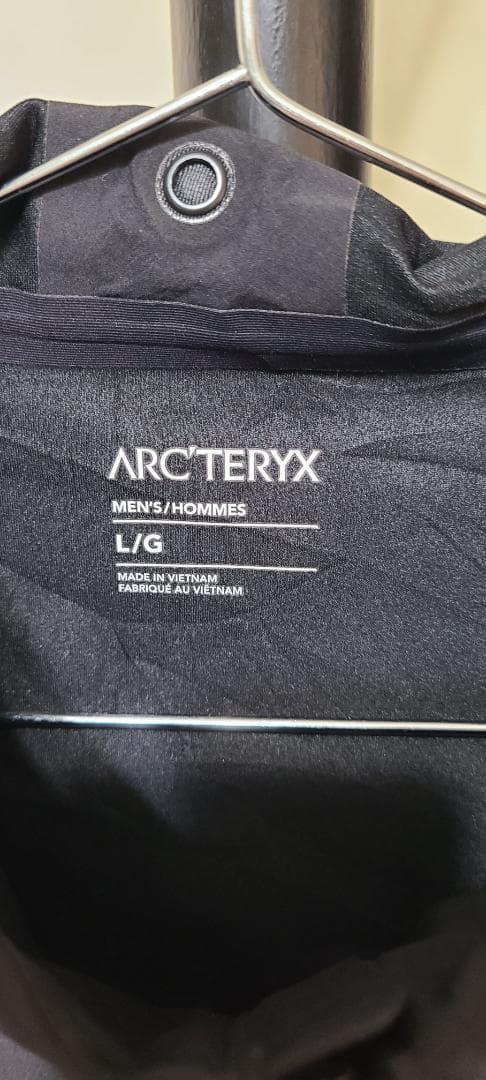 ARC'TERYX
MEN'S/HOMMES
L/G
MADE IN VIETNAM
FABRIQUÉ AU VIÊTNAM